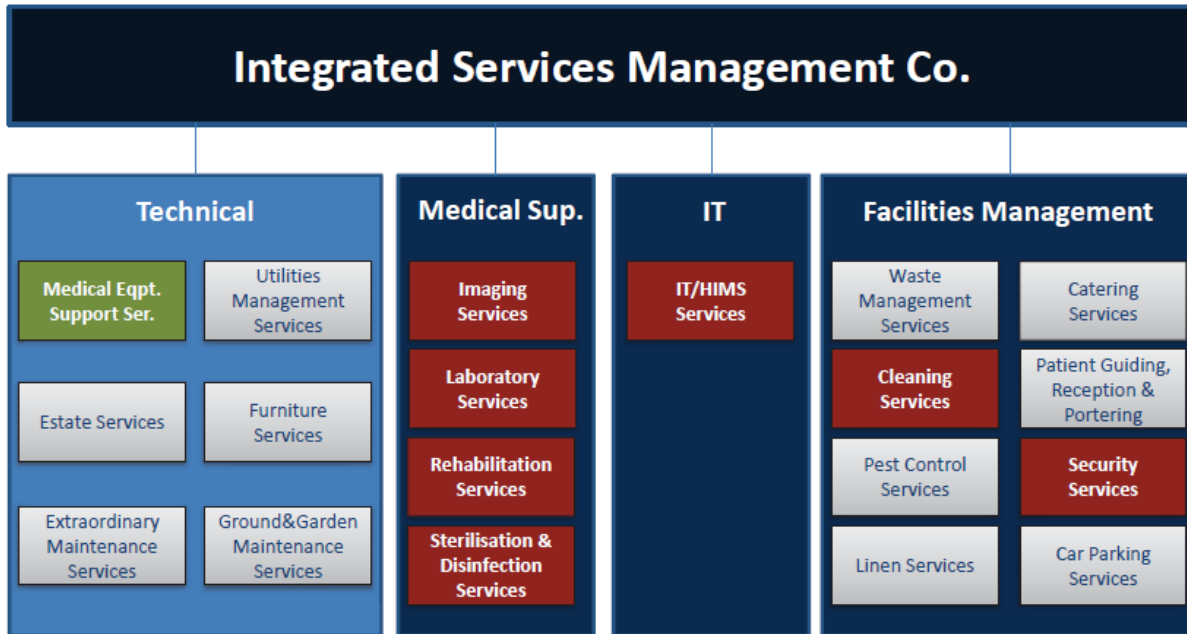 Integrated Services Management Co.
Technical
Medical Eqpt.
Support Ser.
Utilities
Management
Services
Estate Services
Furniture
Services
Extraordinary
Maintenance
Services
Ground&Garden
Maintenance
Services
Medical Sup.
Imaging
Services
Laboratory
Services
Rehabilitation
Services
Sterilisation &
Disinfection
Services
IT
IT/HIMS
Services
Facilities Management
Waste
Management
Services
Catering
Services
Cleaning
Services
Patient Guiding,
Reception &
Portering
Pest Control
Services
Security
Services
Linen Services
Car Parking
Services